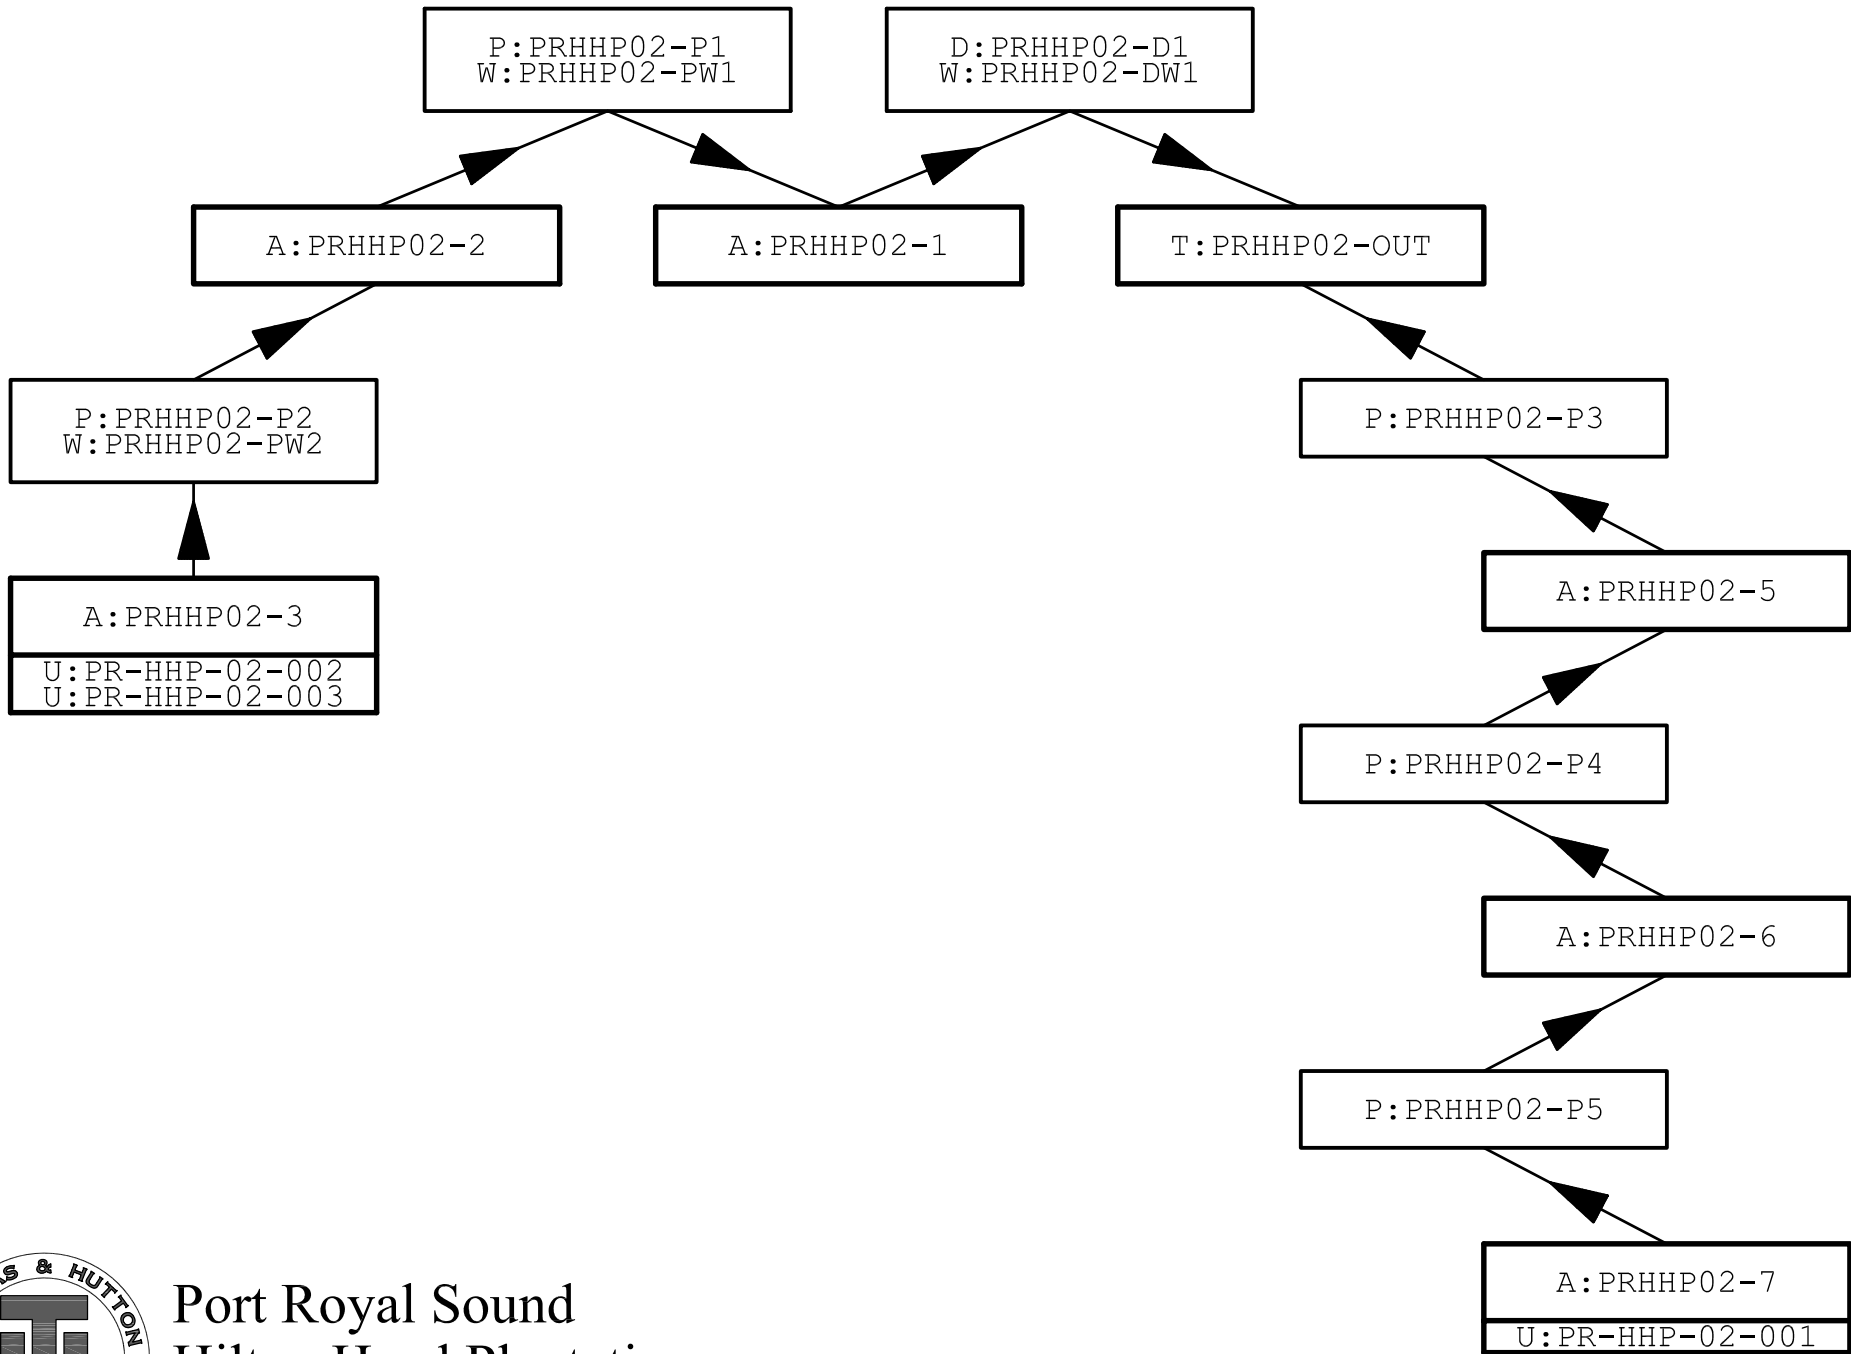 P:PRHHP02-P1
W:PRHHP02-PW1
D:PRHHP02-D1
W:PRHHP02-DW1
A:PRHHP02-2
A:PRHHP02-1
T:PRHHP02-OUT
P:PRHHP02-P2
W:PRHHP02-PW2
P:PRHHP02-P3
A:PRHHP02-5
A:PRHHP02-3
U:PR-HHP-02-002
U:PR-HHP-02-003
P:PRHHP02-P4
A:PRHHP02-6
P:PRHHP02-P5
A:PRHHP02-7
U:PR-HHP-02-001
& HUTTON
Port Royal Sound